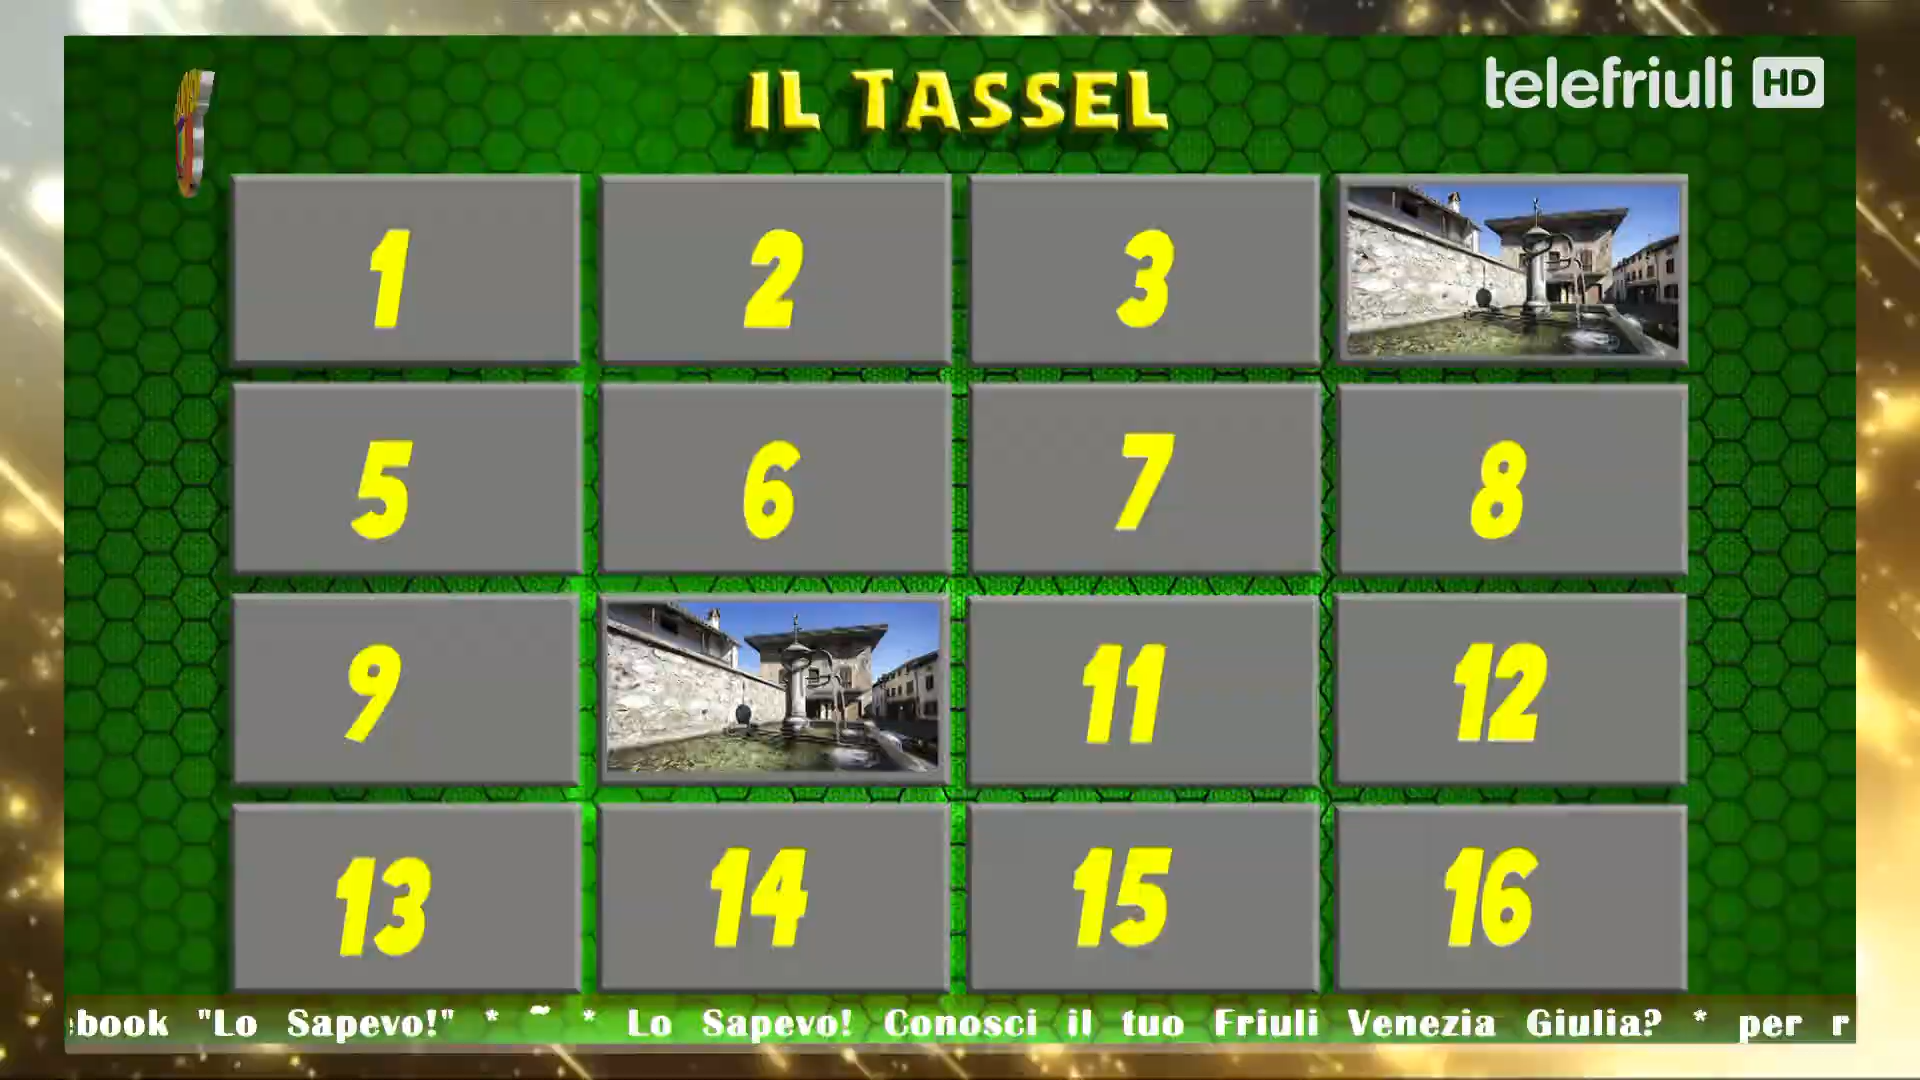 IL TASSEL
telefriuli HD
1 2 3
5 6 7 8
9 11 12
13 14 15 16
book "Lo Sapevo!" * ~ * Lo Sapevo! Conosci il tuo Friuli Venezia Giulia? * per r